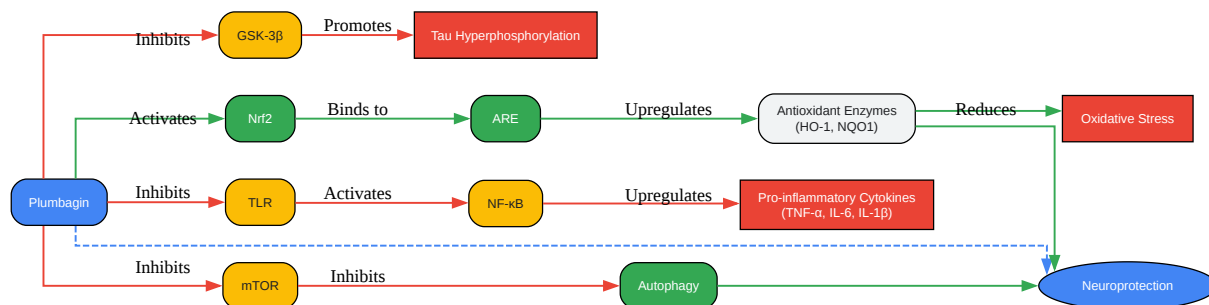 Inhibits
GSK-3β
Promotes
Tau Hyperphosphorylation
Activates
Nrf2
Binds to
ARE
Upregulates
Antioxidant Enzymes
(HO-1, NQO1)
Reduces
Oxidative Stress
Plumbagin
Inhibits
TLR
Activates
NF-κB
Upregulates
Pro-inflammatory Cytokines
(TNF-α, IL-6, IL-1β)
Inhibits
mTOR
Inhibits
Autophagy
Neuroprotection